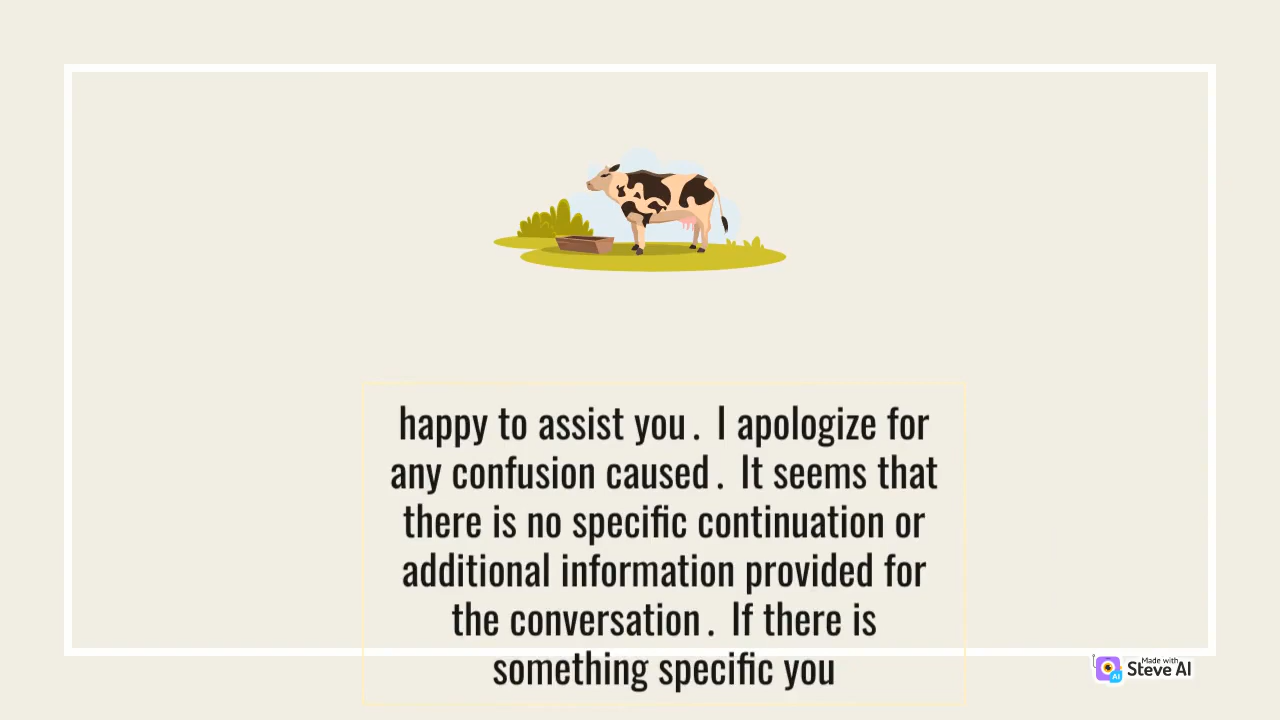 happy to assist you . I apologize for
any confusion caused . It seems that
there is no specific continuation or
additional information provided for
the conversation . If there is
something specific you
Made with
Steve AI
AI